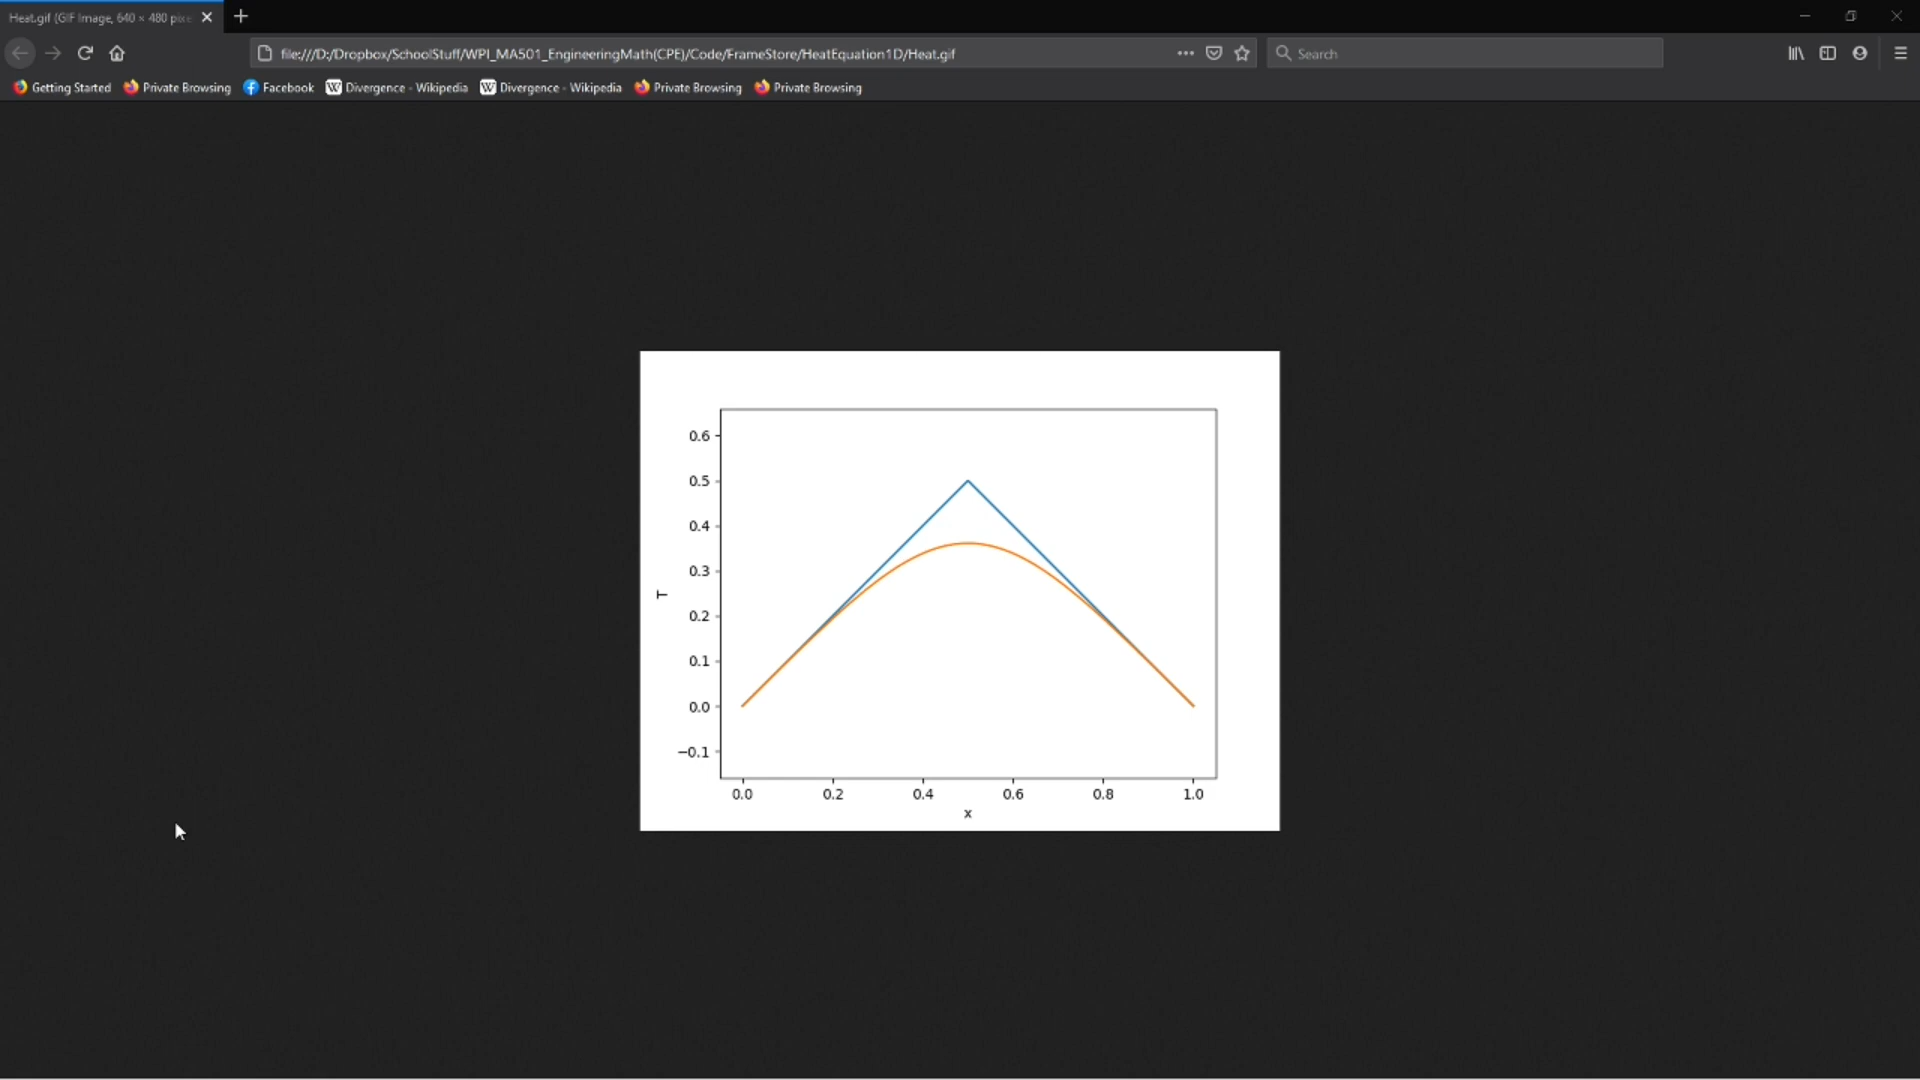 Heat.gif (GIF Image, 640 × 480 pixe
file:///D:/Dropbox/SchoolStuff/WPI_MA501_EngineeringMath(CPE)/Code/FrameStore/HeatEquation1D/Heat.gif
Search
Getting Started Private Browsing Facebook W Divergence - Wikipedia W Divergence - Wikipedia Private Browsing Private Browsing
0.6
0.5
0.4
0.3
T
0.2
0.1
0.0
−0.1
0.0 0.2 0.4 0.6 0.8 1.0
x